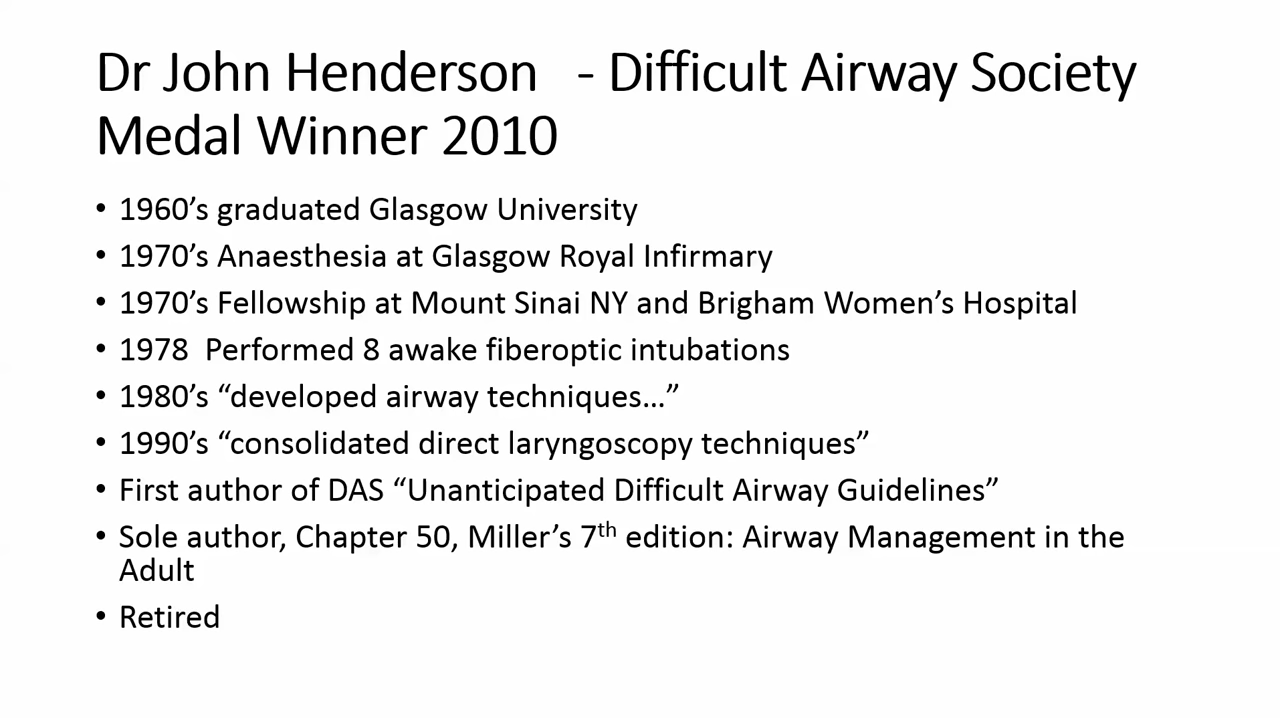 Dr John Henderson   - Difficult Airway Society
Medal Winner 2010
• 1960’s graduated Glasgow University
• 1970’s Anaesthesia at Glasgow Royal Infirmary
• 1970’s Fellowship at Mount Sinai NY and Brigham Women’s Hospital
• 1978  Performed 8 awake fiberoptic intubations
• 1980’s “developed airway techniques...”
• 1990’s “consolidated direct laryngoscopy techniques”
• First author of DAS “Unanticipated Difficult Airway Guidelines”
• Sole author, Chapter 50, Miller’s 7th edition: Airway Management in the
Adult
• Retired